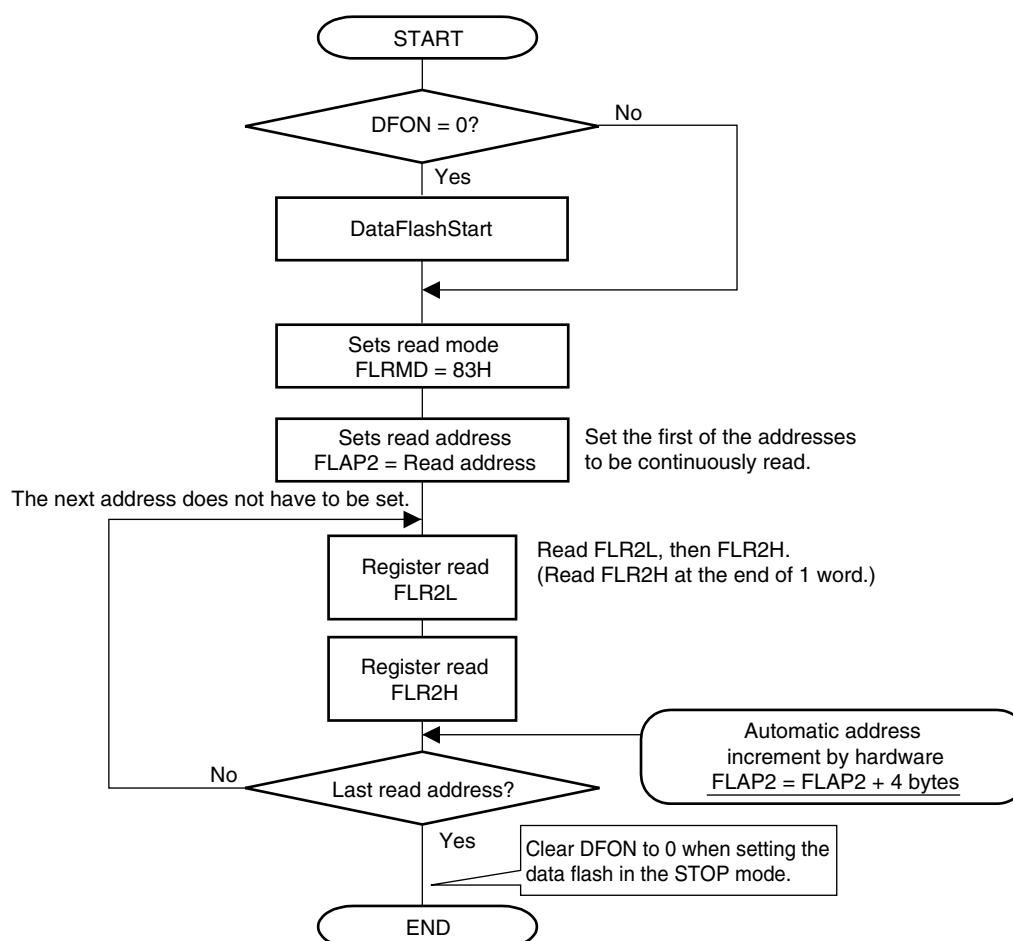 START
DFON = 0?
No
Yes
DataFlashStart
Sets read mode
FLRMD = 83H
Sets read address
FLAP2 = Read address
Set the first of the addresses
to be continuously read.
The next address does not have to be set.
Register read
FLR2L
Read FLR2L, then FLR2H.
(Read FLR2H at the end of 1 word.)
Register read
FLR2H
Automatic address
increment by hardware
FLAP2 = FLAP2 + 4 bytes
No
Last read address?
Yes
Clear DFON to 0 when setting the
data flash in the STOP mode.
END